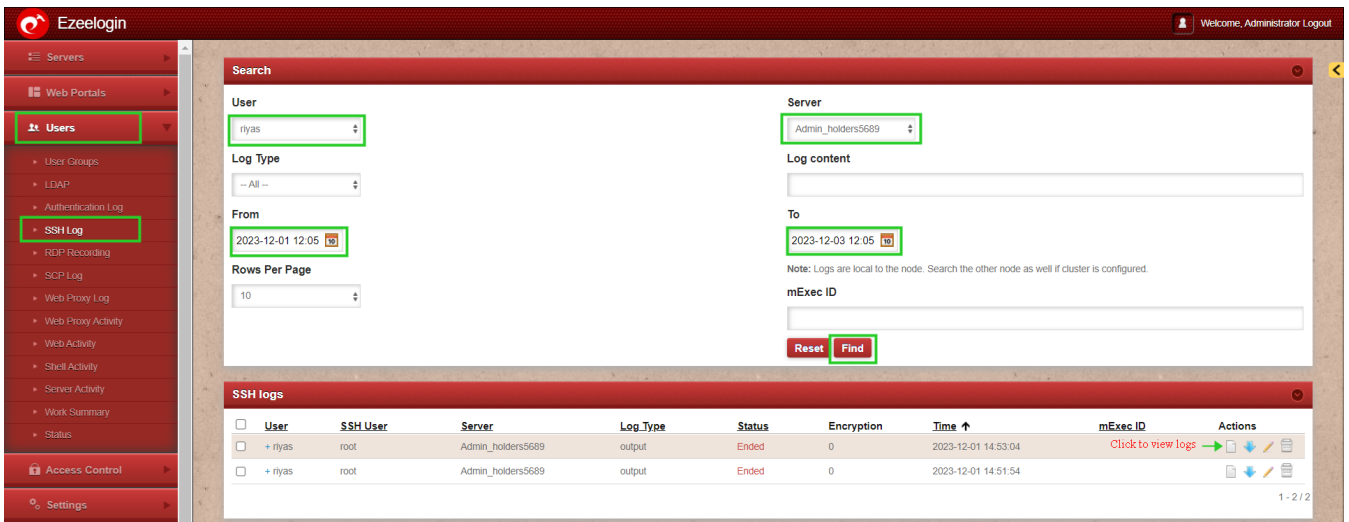 Ezeelogin
Welcome, Administrator Logout
Servers
Web Portals
Users
User Groups
LDAP
Authentication Log
SSH Log
RDP Recording
SCP Log
Web Proxy Log
Web Proxy Activity
Web Activity
Shell Activity
Server Activity
Work Summary
Status
Access Control
Settings
Search
User Server
riyas Admin_holders5689
Log Type Log content
-- All --
From To
2023-12-01 12:05 10 2023-12-03 12:05 10
Rows Per Page Note: Logs are local to the node. Search the other node as well if cluster is configured.
10 mExec ID
Reset Find
SSH logs
User SSH User Server Log Type Status Encryption Time ↑ mExec ID Actions
+ riyas root Admin_holders5689 output Ended 0 2023-12-01 14:53:04 Click to view logs
+ riyas root Admin_holders5689 output Ended 0 2023-12-01 14:51:54
1 - 2 / 2